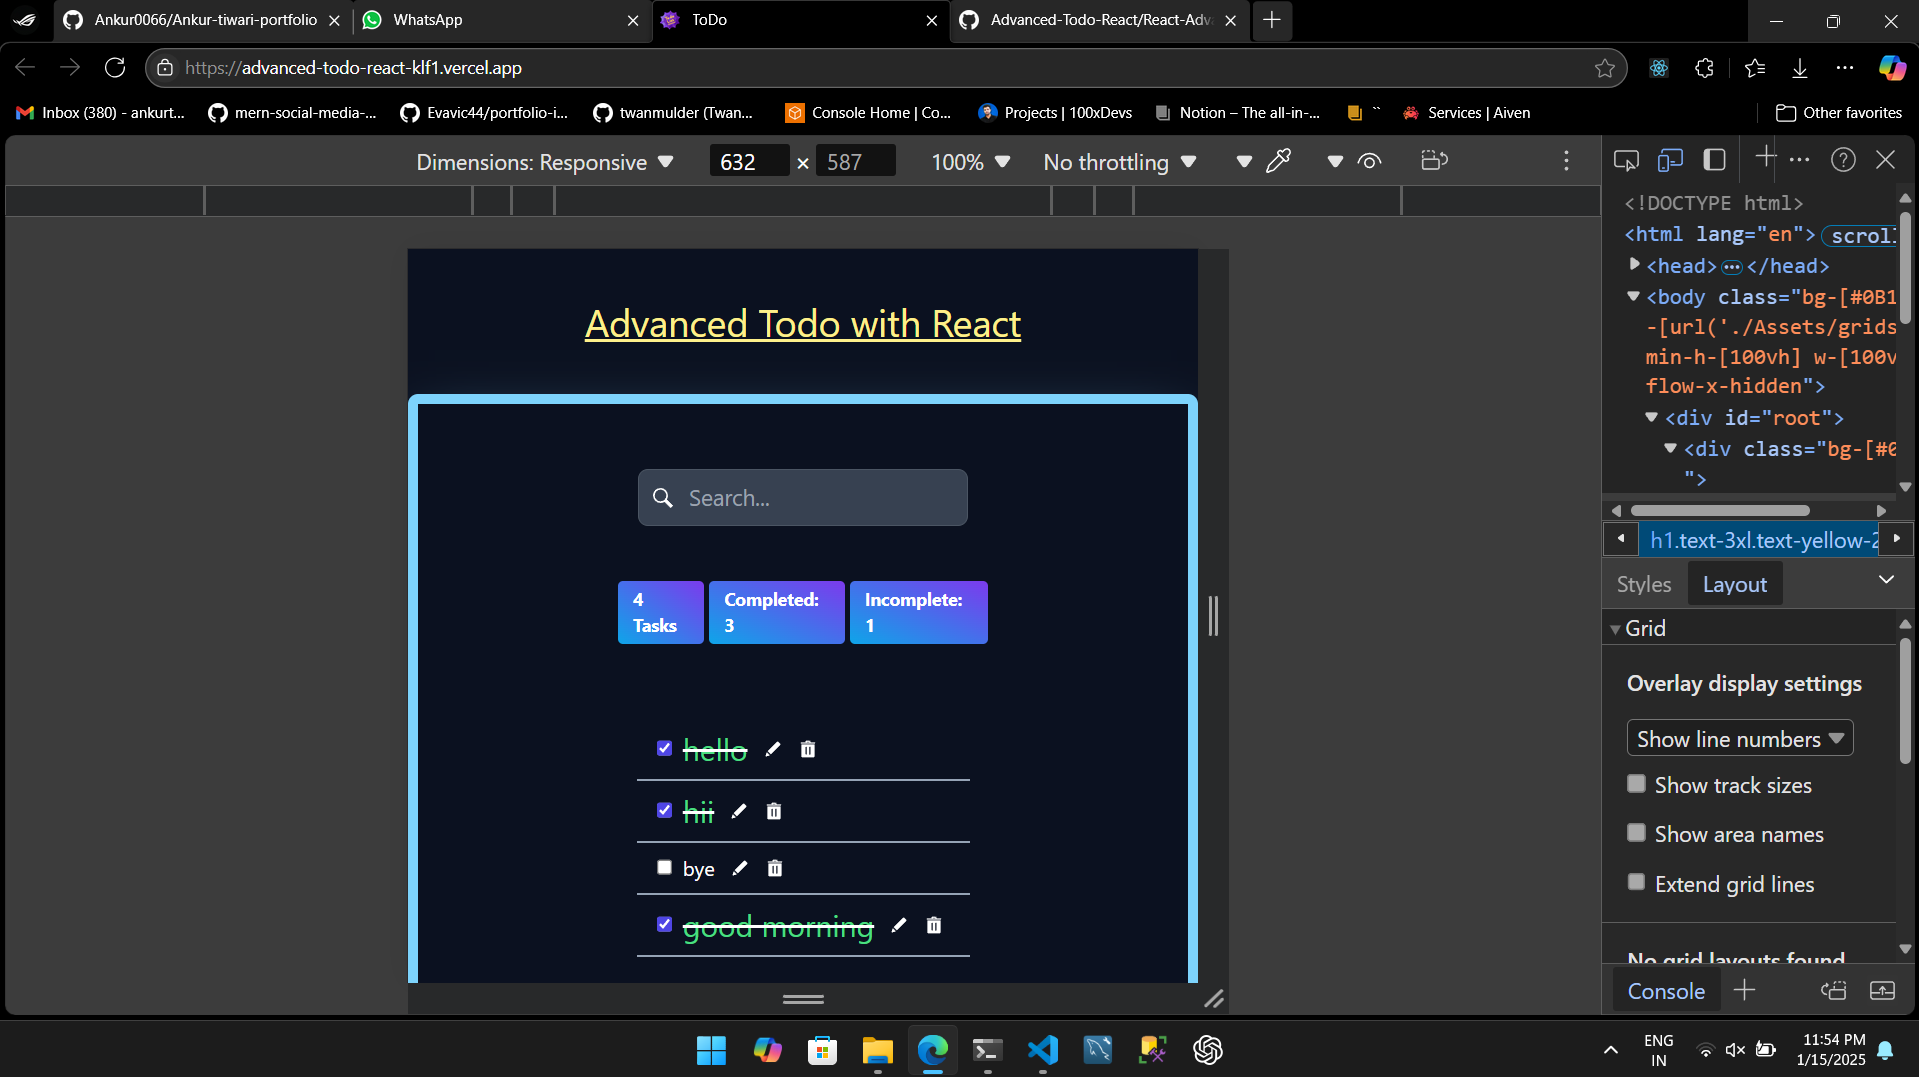 Ankur0066/Ankur-tiwari-portfolio
WhatsApp
ToDo
Advanced-Todo-React/React-Adv
https://advanced-todo-react-klf1.vercel.app
Inbox (380) - ankurt...
mern-social-media-...
Evavic44/portfolio-i...
twanmulder (Twan...
Console Home | Co...
Projects | 100xDevs
Notion – The all-in-...
``
Services | Aiven
Other favorites
Dimensions: Responsive
632 × 587
100%
No throttling
<!DOCTYPE html>
<html lang="en"> scroll
<head> ... </head>
<body class="bg-[#0B1
-[url('./Assets/grids
min-h-[100vh] w-[100v
flow-x-hidden">
<div id="root">
<div class="bg-[#0
">
h1.text-3xl.text-yellow-2
Styles
Layout
Grid
Overlay display settings
Show line numbers
Show track sizes
Show area names
Extend grid lines
No grid layouts found
Console
Advanced Todo with React
Search...
4
Tasks
Completed:
3
Incomplete:
1
hello
hii
bye
good morning
ENG
IN
11:54 PM
1/15/2025